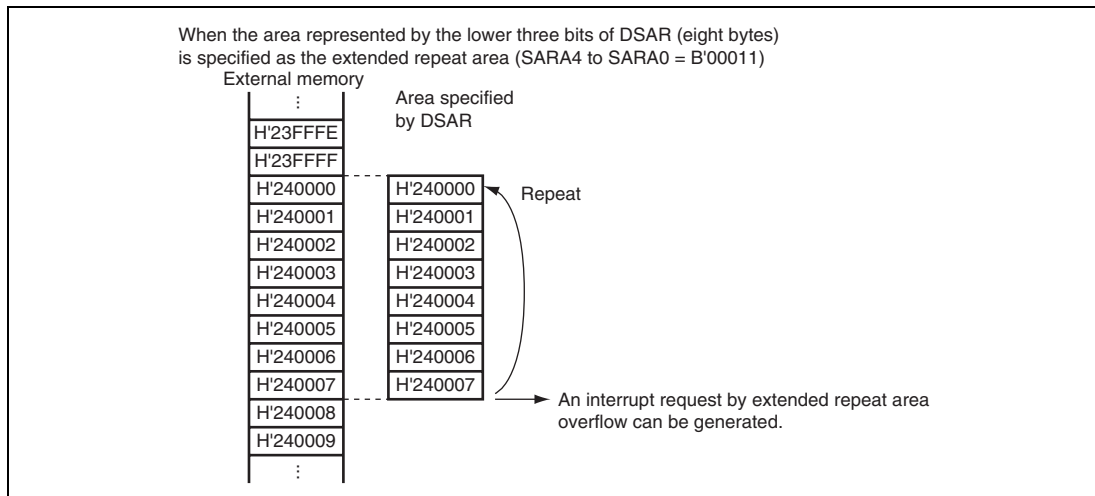 When the area represented by the lower three bits of DSAR (eight bytes)
is specified as the extended repeat area (SARA4 to SARA0 = B'00011)
External memory
⋮
Area specified
by DSAR
H'23FFFE
H'23FFFF
H'240000
H'240000
Repeat
H'240001
H'240001
H'240002
H'240002
H'240003
H'240003
H'240004
H'240004
H'240005
H'240005
H'240006
H'240006
H'240007
H'240007
An interrupt request by extended repeat area
overflow can be generated.
H'240008
H'240009
⋮